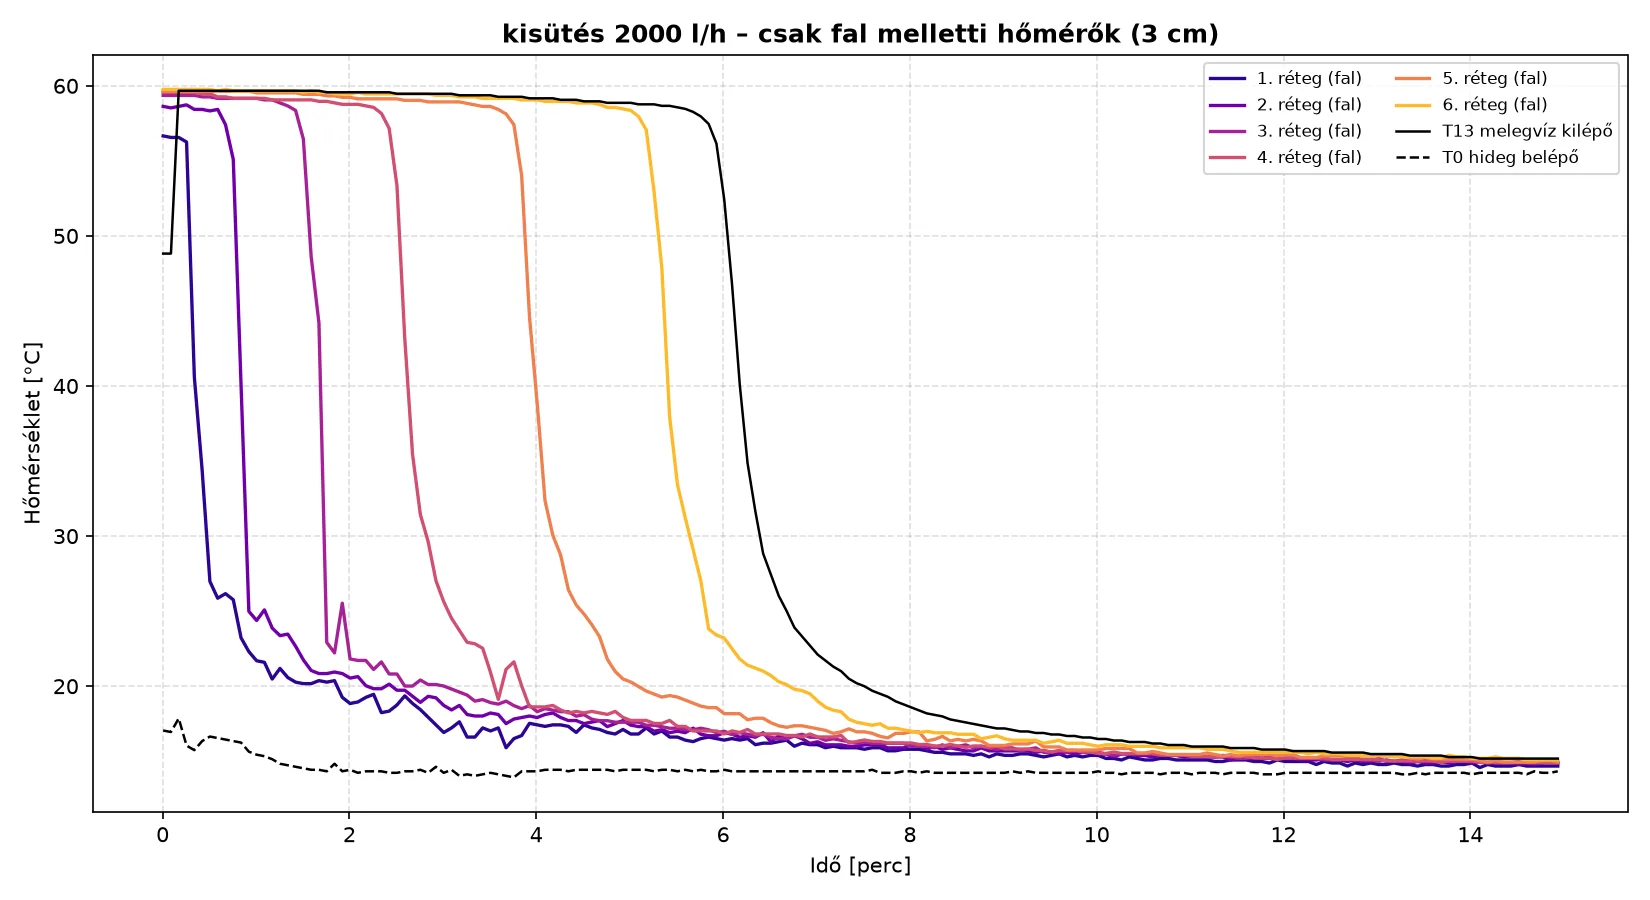 kisütés 2000 l/h – csak fal melletti hőmérők (3 cm)
1. réteg (fal)
2. réteg (fal)
3. réteg (fal)
4. réteg (fal)
5. réteg (fal)
6. réteg (fal)
T13 melegvíz kilépő
T0 hideg belépő
Hőmérséklet [°C]
60
50
40
30
20
0 2 4 6 8 10 12 14
Idő [perc]